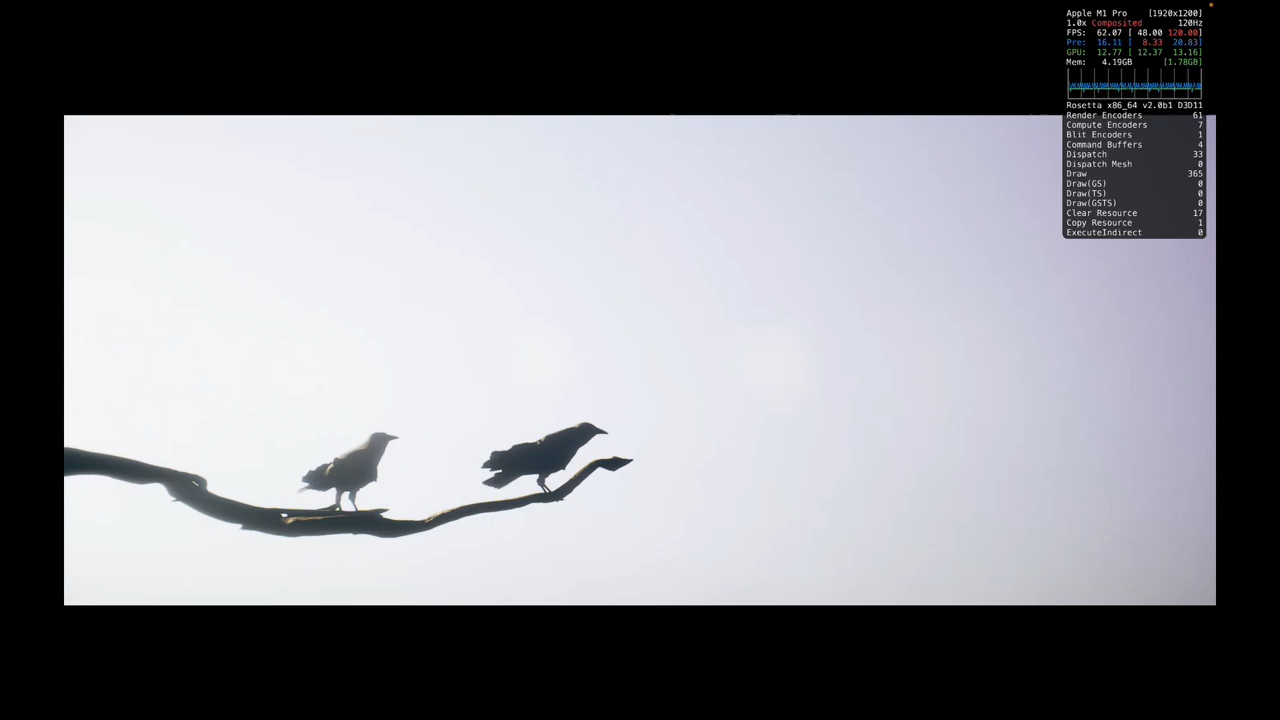 Apple M1 Pro [1920x1200]
1.0x Composited 120Hz
FPS: 62.07 [ 48.00 120.00]
Pre: 16.11 [ 8.33 20.83]
GPU: 12.77 [ 12.37 13.16]
Mem: 4.19GB [1.78GB]
Rosetta x86_64 v2.0b1 D3D11
Render Encoders 61
Compute Encoders 7
Blit Encoders 1
Command Buffers 4
Dispatch 33
Dispatch Mesh 0
Draw 365
Draw(GS) 0
Draw(TS) 0
Draw(GSTS) 0
Clear Resource 17
Copy Resource 1
ExecuteIndirect 0